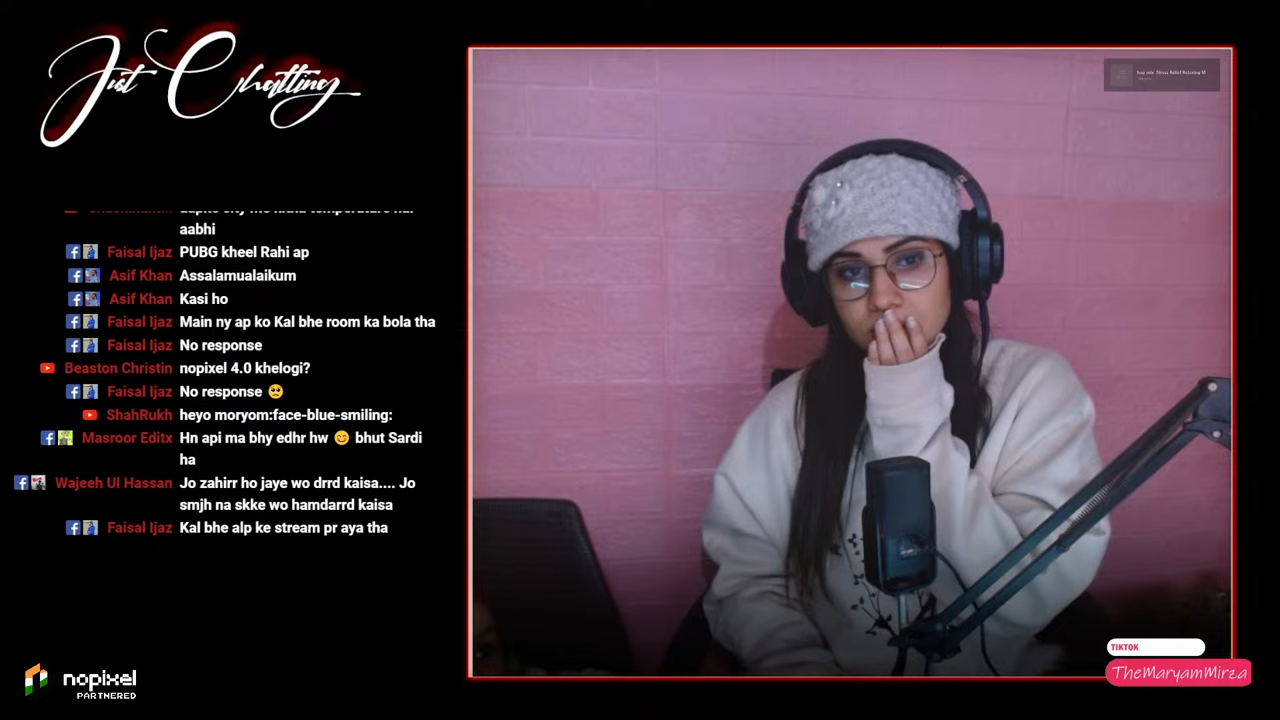 Just Chatting
aabhi
Faisal Ijaz PUBG kheel Rahi ap
Asif Khan Assalamualaikum
Asif Khan Kasi ho
Faisal Ijaz Main ny ap ko Kal bhe room ka bola tha
Faisal Ijaz No response
Beaston Christin nopixel 4.0 khelogi?
Faisal Ijaz No response 🥺
ShahRukh heyo moryom:face-blue-smiling:
Masroor Editx Hn api ma bhy edhr hw 😊 bhut Sardi
ha
Wajeeh Ul Hassan Jo zahirr ho jaye wo drrd kaisa.... Jo
smjh na skke wo hamdarrd kaisa
Faisal Ijaz Kal bhe alp ke stream pr aya tha
nopixel
PARTNERED
TIKTOK
TheMaryamMirza